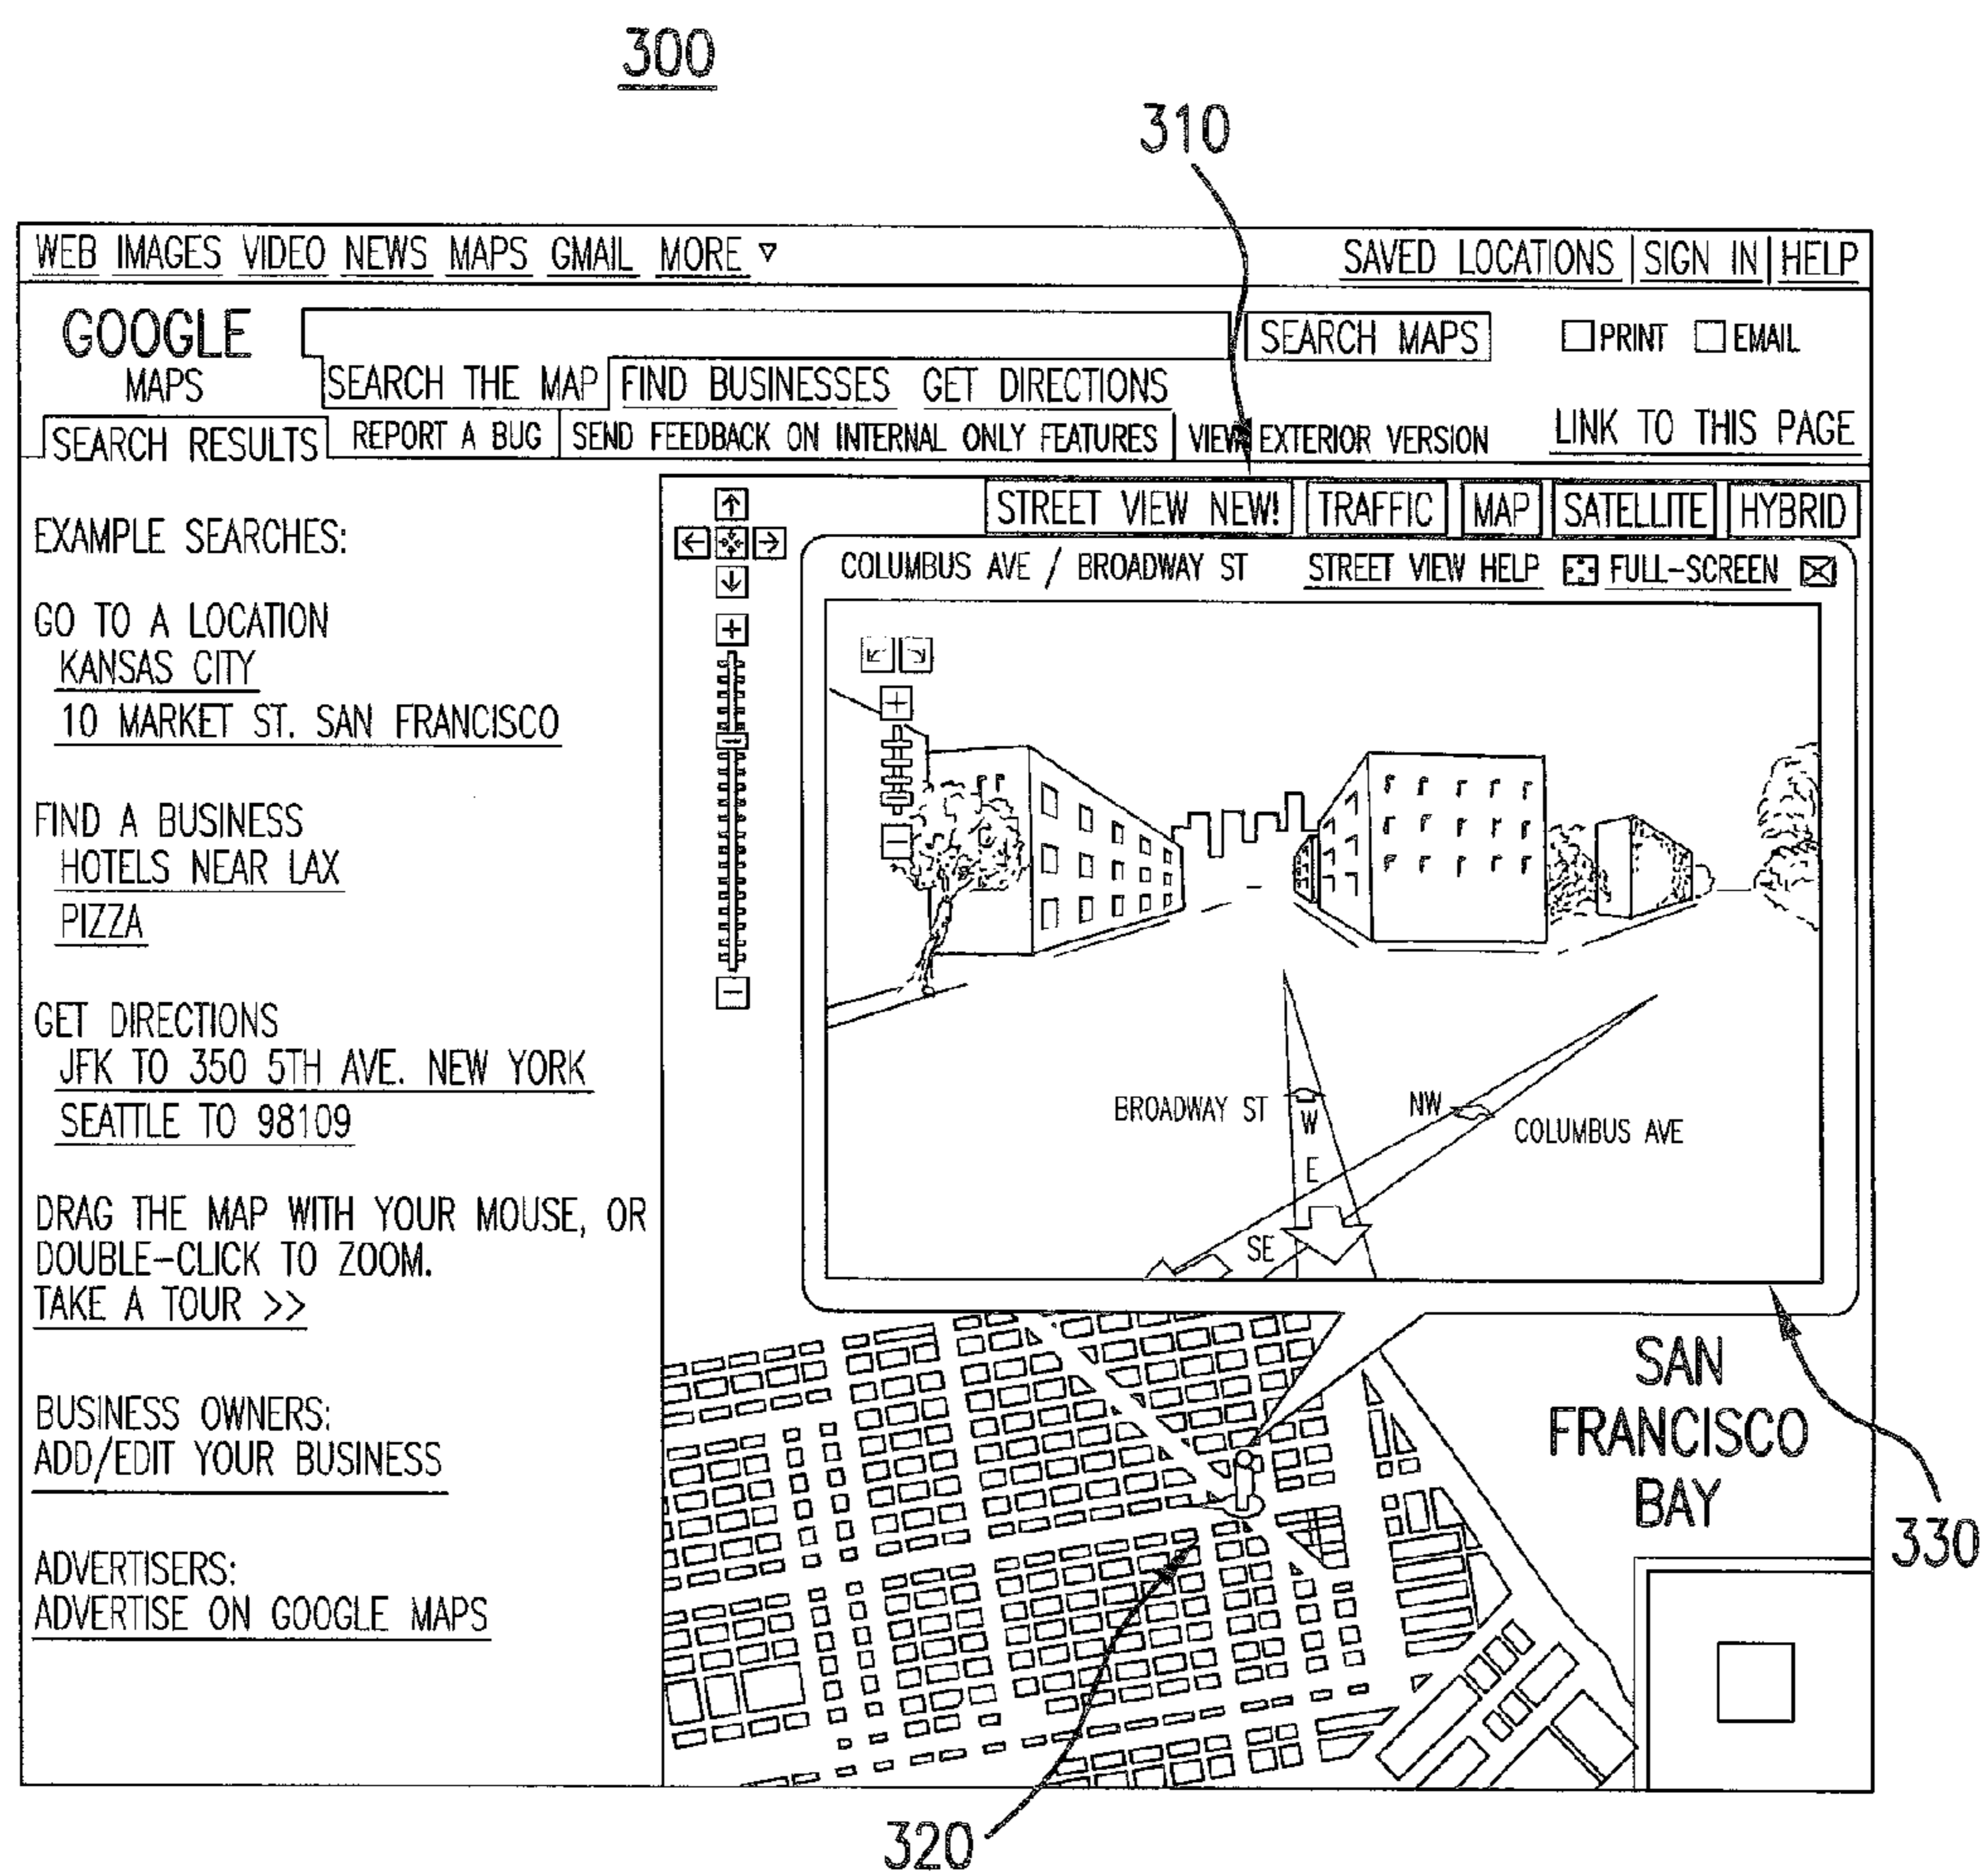 300
310
WEB IMAGES VIDEO NEWS MAPS GMAIL MORE ▿ SAVED LOCATIONS | SIGN IN | HELP
GOOGLE
MAPS
SEARCH MAPS
PRINT EMAIL
SEARCH THE MAP FIND BUSINESSES GET DIRECTIONS
SEARCH RESULTS REPORT A BUG SEND FEEDBACK ON INTERNAL ONLY FEATURES VIEW EXTERIOR VERSION LINK TO THIS PAGE
STREET VIEW NEW! TRAFFIC MAP SATELLITE HYBRID
COLUMBUS AVE / BROADWAY ST STREET VIEW HELP FULL-SCREEN
EXAMPLE SEARCHES:
GO TO A LOCATION
KANSAS CITY
10 MARKET ST. SAN FRANCISCO
FIND A BUSINESS
HOTELS NEAR LAX
PIZZA
GET DIRECTIONS
JFK TO 350 5TH AVE. NEW YORK
SEATTLE TO 98109
DRAG THE MAP WITH YOUR MOUSE, OR
DOUBLE-CLICK TO ZOOM.
TAKE A TOUR >>
BUSINESS OWNERS:
ADD/EDIT YOUR BUSINESS
ADVERTISERS:
ADVERTISE ON GOOGLE MAPS
BROADWAY ST W NW COLUMBUS AVE
E
SE
SAN
FRANCISCO
BAY
330
320